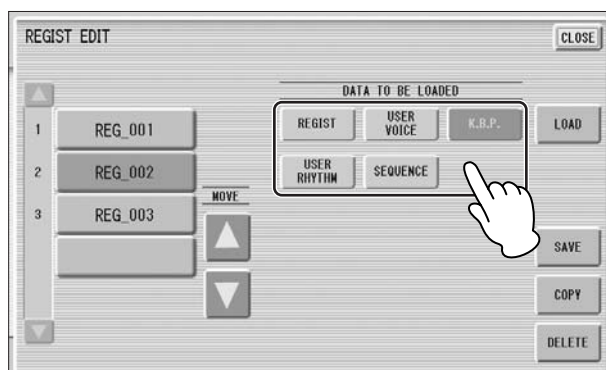 REGIST EDIT
CLOSE
DATA TO BE LOADED
REGIST
USER
VOICE
K.B.P.
LOAD
1 REG_001
2 REG_002
USER
RHYTHM
SEQUENCE
MOVE
3 REG_003
SAVE
COPY
DELETE